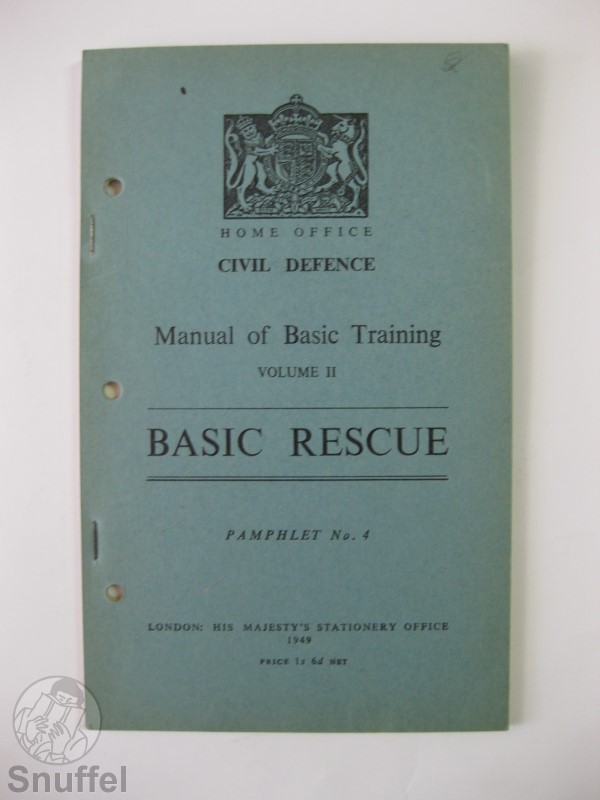 HOME OFFICE
CIVIL DEFENCE
Manual of Basic Training
VOLUME II
BASIC RESCUE
PAMPHLET No. 4
LONDON: HIS MAJESTY'S STATIONERY OFFICE
1949
PRICE 1s 6d NET
Snuffel